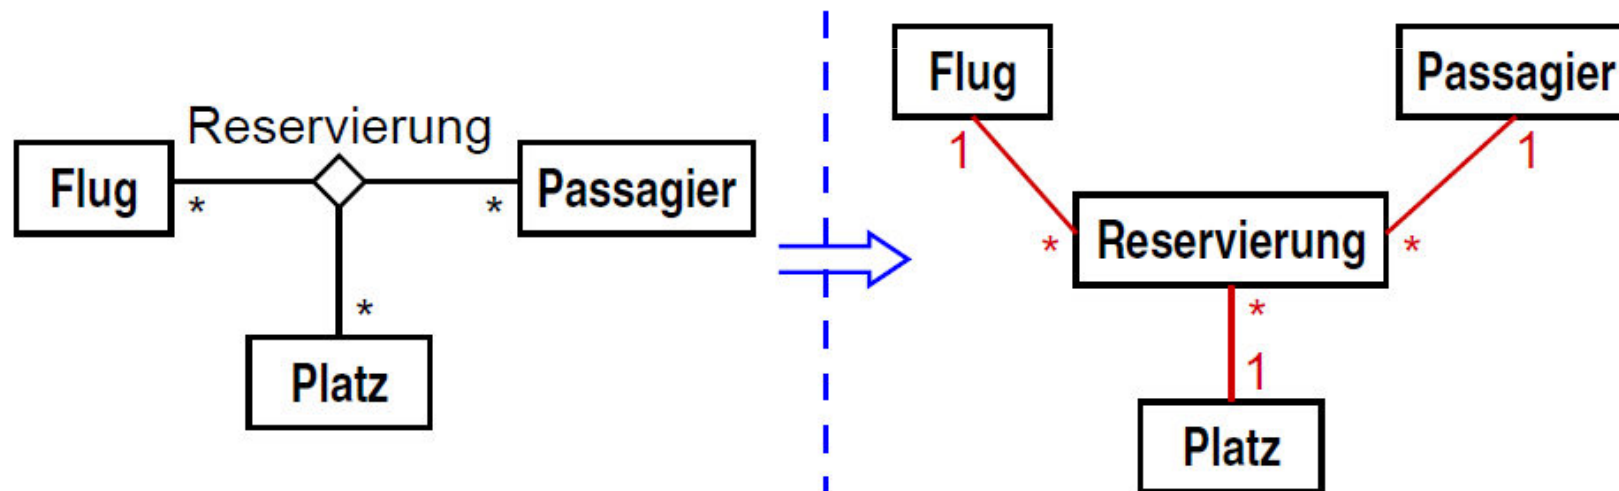 Reservierung
Flug
Passagier
*
*
*
Platz
Flug
Passagier
1
1
*
Reservierung
*
*
1
Platz